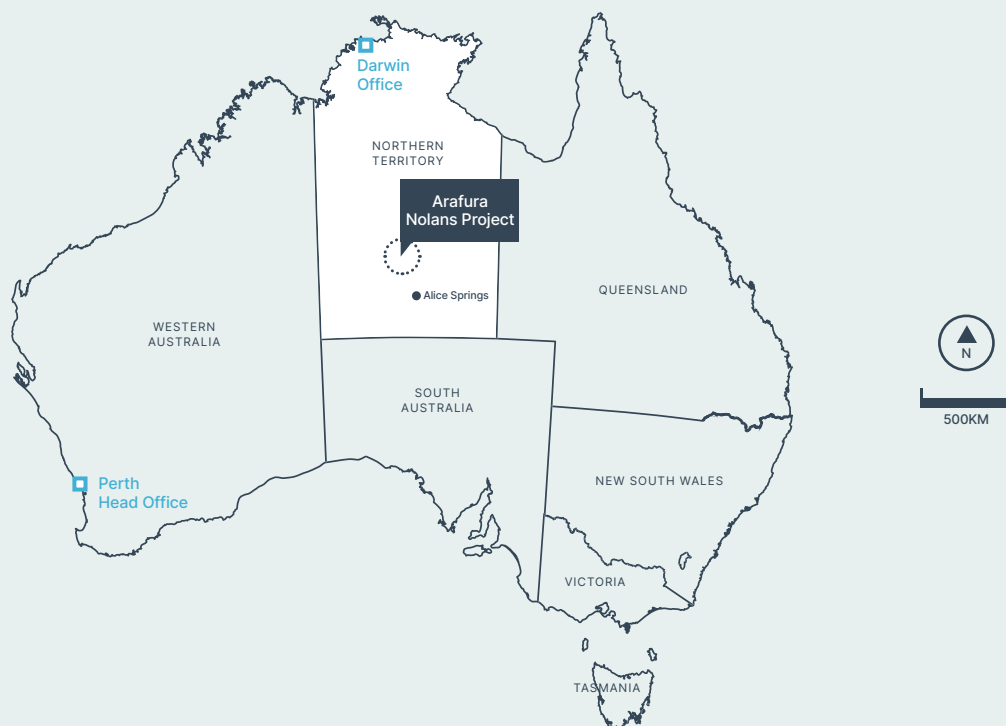 Darwin
Office
NORTHERN
TERRITORY
Arafura
Nolans Project
Alice Springs
QUEENSLAND
WESTERN
AUSTRALIA
N
500KM
SOUTH
AUSTRALIA
Perth
Head Office
NEW SOUTH WALES
VICTORIA
TASMANIA